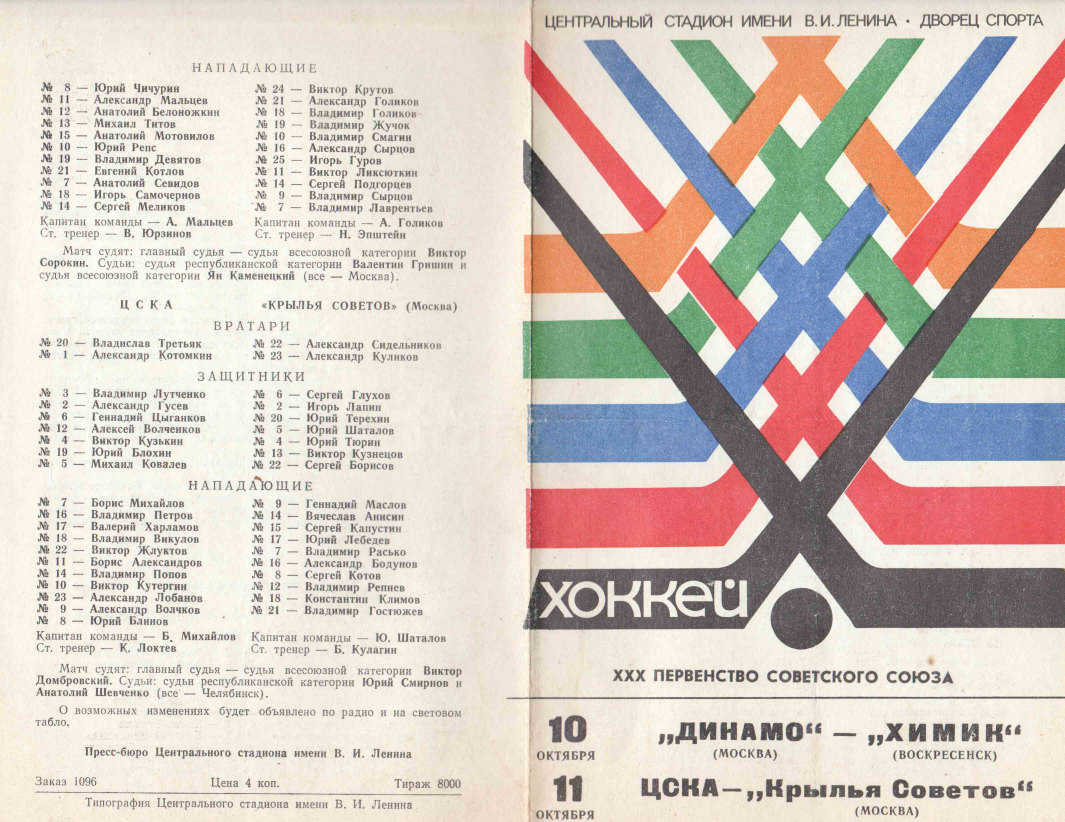 НАПАДАЮЩИЕ
№ 8 — Юрий Чичурин
№ 11 — Александр Мальцев
№ 12 — Анатолий Белоножкин
№ 13 — Михаил Титов
№ 15 — Анатолий Мотовилов
№ 10 — Юрий Репс
№ 19 — Владимир Девятов
№ 21 — Евгений Котлов
№ 7 — Анатолий Севидов
№ 18 — Игорь Самочернов
№ 14 — Сергей Меликов
Капитан команды — А. Мальцев
Ст. тренер — В. Юрзинов
№ 24 — Виктор Крутов
№ 21 — Александр Голиков
№ 18 — Владимир Голиков
№ 19 — Владимир Жучок
№ 10 — Владимир Смагин
№ 16 — Александр Сырцов
№ 25 — Игорь Гуров
№ 11 — Виктор Ликсюткин
№ 14 — Сергей Подгорцев
№ 9 — Владимир Сырцов
№ 7 — Владимир Лаврентьев
Капитан команды — А. Голиков
Ст. тренер — Н. Эпштейн
Матч судят: главный судья — судья всесоюзной категории Виктор
Сорокин. Судьи: судья республиканской категории Валентин Гришин и
судья всесоюзной категории Ян Каменецкий (все — Москва).
ЦСКА
«КРЫЛЬЯ СОВЕТОВ» (Москва)
ВРАТАРИ
№ 20 — Владислав Третьяк
№ 1 — Александр Котомкин
№ 22 — Александр Сидельников
№ 23 — Александр Куликов
ЗАЩИТНИКИ
№ 3 — Владимир Лутченко
№ 2 — Александр Гусев
№ 6 — Геннадий Цыганков
№ 12 — Алексей Волченков
№ 4 — Виктор Кузькин
№ 19 — Юрий Блохин
№ 5 — Михаил Ковалев
№ 6 — Сергей Глухов
№ 2 — Игорь Лапин
№ 20 — Юрий Терехин
№ 5 — Юрий Шаталов
№ 4 — Юрий Тюрин
№ 13 — Виктор Кузнецов
№ 22 — Сергей Борисов
НАПАДАЮЩИЕ
№ 7 — Борис Михайлов
№ 16 — Владимир Петров
№ 17 — Валерий Харламов
№ 18 — Владимир Викулов
№ 22 — Виктор Жлуктов
№ 11 — Борис Александров
№ 14 — Владимир Попов
№ 10 — Виктор Кутергин
№ 23 — Александр Лобанов
№ 9 — Александр Волчков
№ 8 — Юрий Блинов
Капитан команды — Б. Михайлов
Ст. тренер — К. Локтев
№ 9 — Геннадий Маслов
№ 14 — Вячеслав Анисин
№ 15 — Сергей Капустин
№ 17 — Юрий Лебедев
№ 7 — Владимир Расько
№ 16 — Александр Бодунов
№ 8 — Сергей Котов
№ 12 — Владимир Репнев
№ 18 — Константин Климов
№ 21 — Владимир Гостюжев
Капитан команды — Ю. Шаталов
Ст. тренер — Б. Кулагин
Матч судят: главный судья — судья всесоюзной категории Виктор
Домбровский. Судьи: судьи республиканской категории Юрий Смирнов и
Анатолий Шевченко (все — Челябинск).
О возможных изменениях будет объявлено по радио и на световом
табло.
Пресс-бюро Центрального стадиона имени В. И. Ленина
Заказ 1096 Цена 4 коп. Тираж 8000
Типография Центрального стадиона имени В. И. Ленина
ЦЕНТРАЛЬНЫЙ СТАДИОН ИМЕНИ В.И.ЛЕНИНА · ДВОРЕЦ СПОРТА
ХОККЕЙ
XXX ПЕРВЕНСТВО СОВЕТСКОГО СОЮЗА
10
ОКТЯБРЯ
„ДИНАМО“ — „ХИМИК“
(МОСКВА) (ВОСКРЕСЕНСК)
11
ОКТЯБРЯ
ЦСКА—„Крылья Советов“
(МОСКВА)